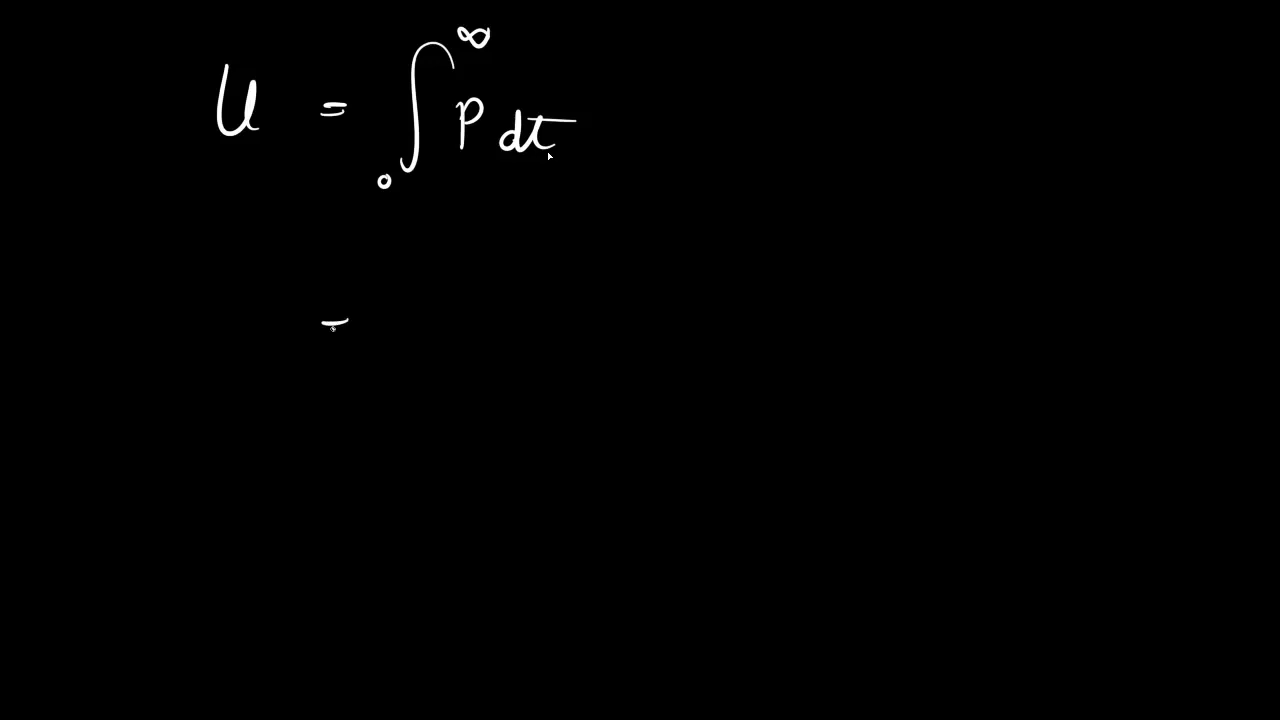 U = ∫₀^∞ P dt
=